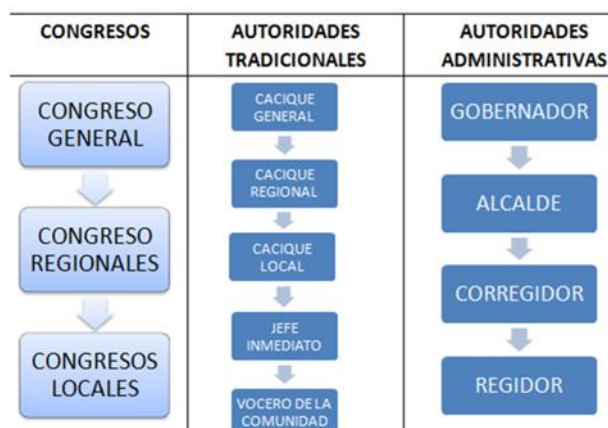 CONGRESOS
AUTORIDADES
TRADICIONALES
AUTORIDADES
ADMINISTRATIVAS
CONGRESO
GENERAL
CONGRESO
REGIONALES
CONGRESOS
LOCALES
CACIQUE
GENERAL
CACIQUE
REGIONAL
CACIQUE
LOCAL
JEFE
INMEDIATO
VOCERO DE LA
COMUNIDAD
GOBERNADOR
ALCALDE
CORREGIDOR
REGIDOR